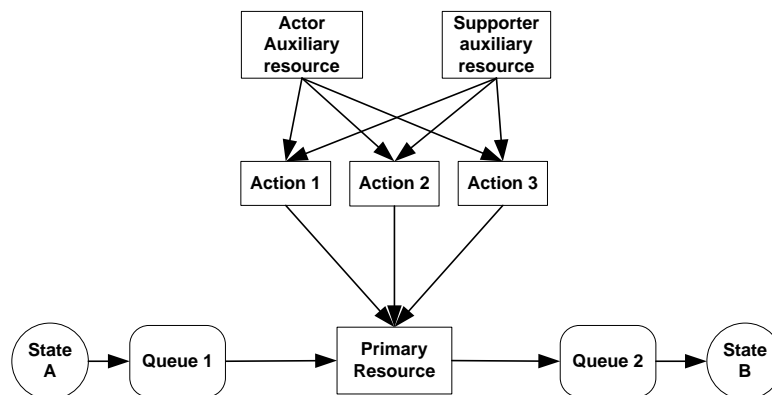 Actor
Auxiliary
resource
Supporter
auxiliary
resource
Action 1
Action 2
Action 3
State
A
Queue 1
Primary
Resource
Queue 2
State
B